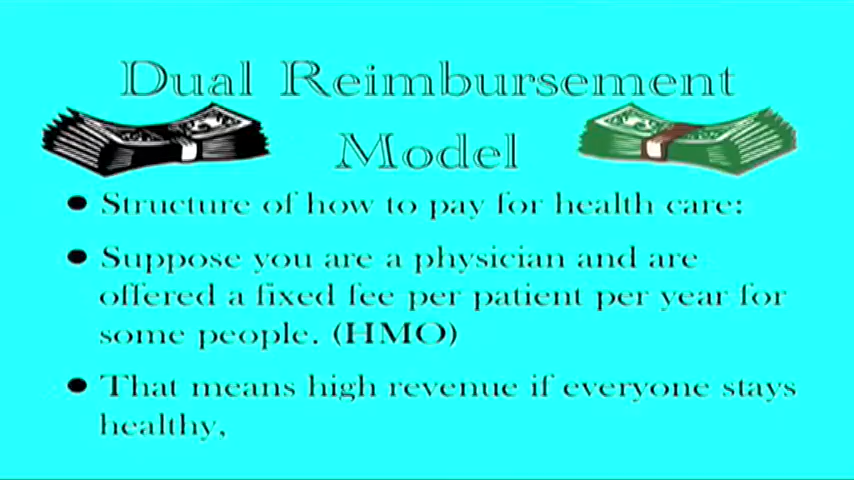 Dual Reimbursement
Model
• Structure of how to pay for health care:
• Suppose you are a physician and are
offered a fixed fee per patient per year for
some people. (HMO)
• That means high revenue if everyone stays
healthy,